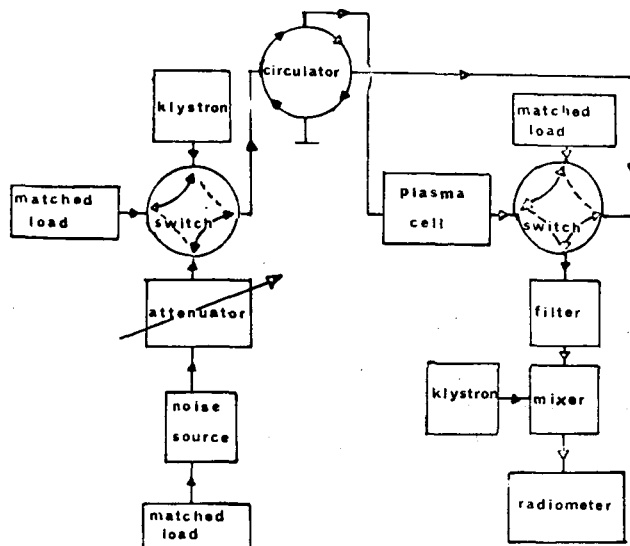 circulator
klystron
matched
load
matched
load
switch
plasma
cell
switch
attenuator
filter
klystron
mixer
noise
source
radiometer
matched
load